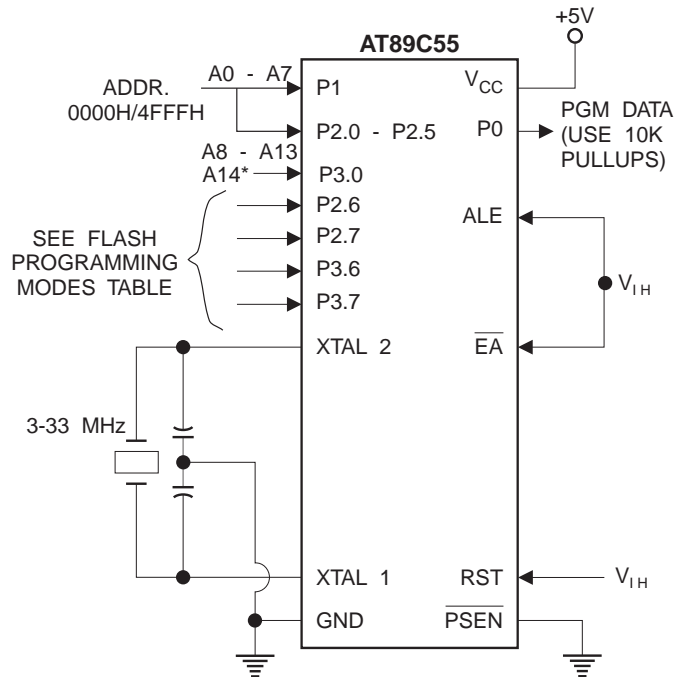 +5V
AT89C55
ADDR.
0000H/4FFFH
A0 - A7
P1
VCC
P2.0 - P2.5
P0
PGM DATA
(USE 10K
PULLUPS)
A8 - A13
A14*
P3.0
P2.6
ALE
SEE FLASH
PROGRAMMING
MODES TABLE
P2.7
P3.6
P3.7
VIH
XTAL 2
EA
3-33 MHz
XTAL 1
RST
VIH
GND
PSEN